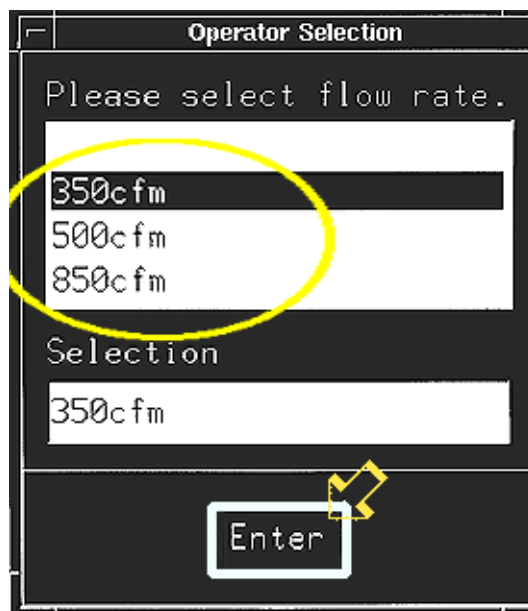 Operator Selection
Please select flow rate.
350cfm
500cfm
850cfm
Selection
350cfm
Enter